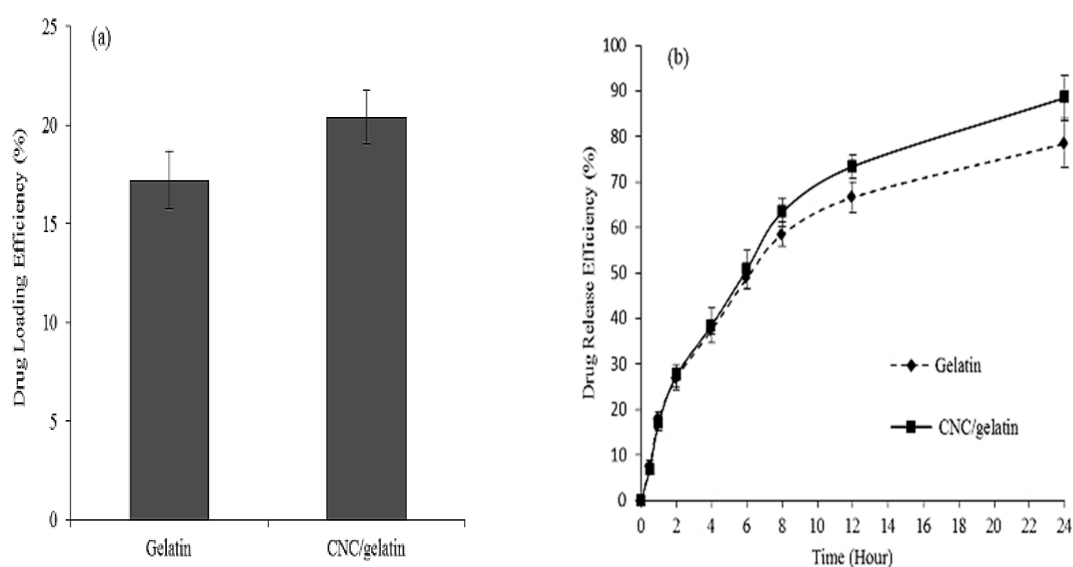 (a)
Drug Loading Efficiency (%)
25
20
15
10
5
0
Gelatin
CNC/gelatin
(b)
Drug Release Efficiency (%)
100
90
80
70
60
50
40
30
20
10
0
Gelatin
CNC/gelatin
0 2 4 6 8 10 12 14 16 18 20 22 24
Time (Hour)